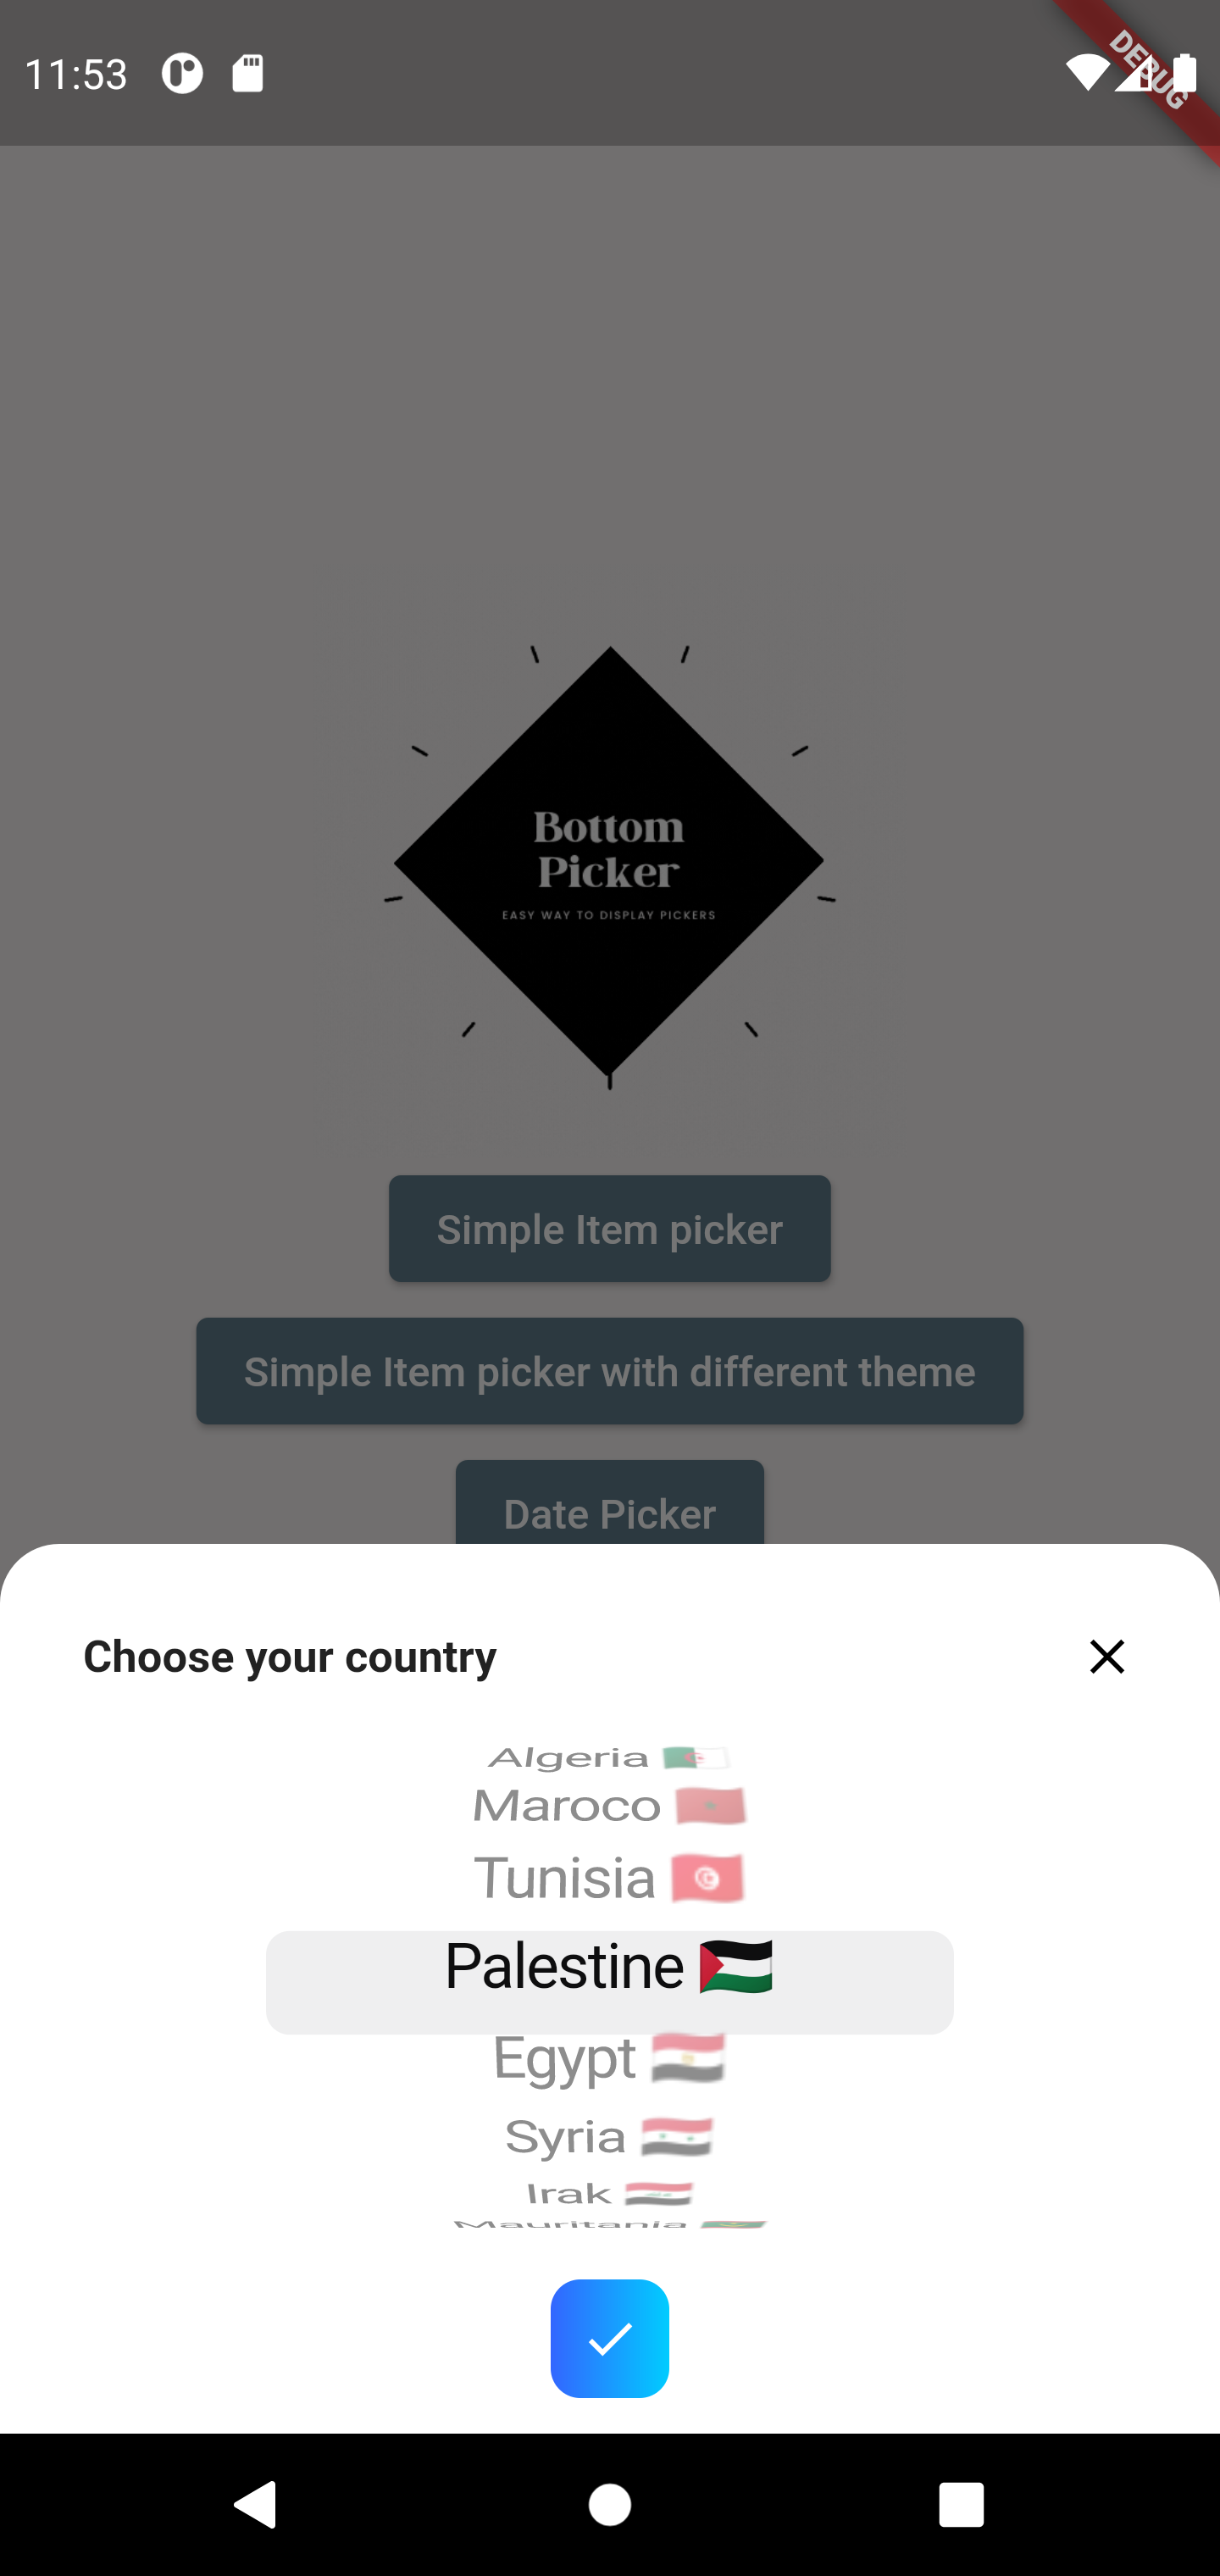 11:53
DEBUG
Bottom
Picker
EASY WAY TO DISPLAY PICKERS
Simple Item picker
Simple Item picker with different theme
Date Picker
Choose your country
Algeria 🇩🇿
Maroco 🇲🇦
Tunisia 🇹🇳
Palestine 🇵🇸
Egypt 🇪🇬
Syria 🇸🇾
Irak 🇮🇶
Mauritania 🇲🇷